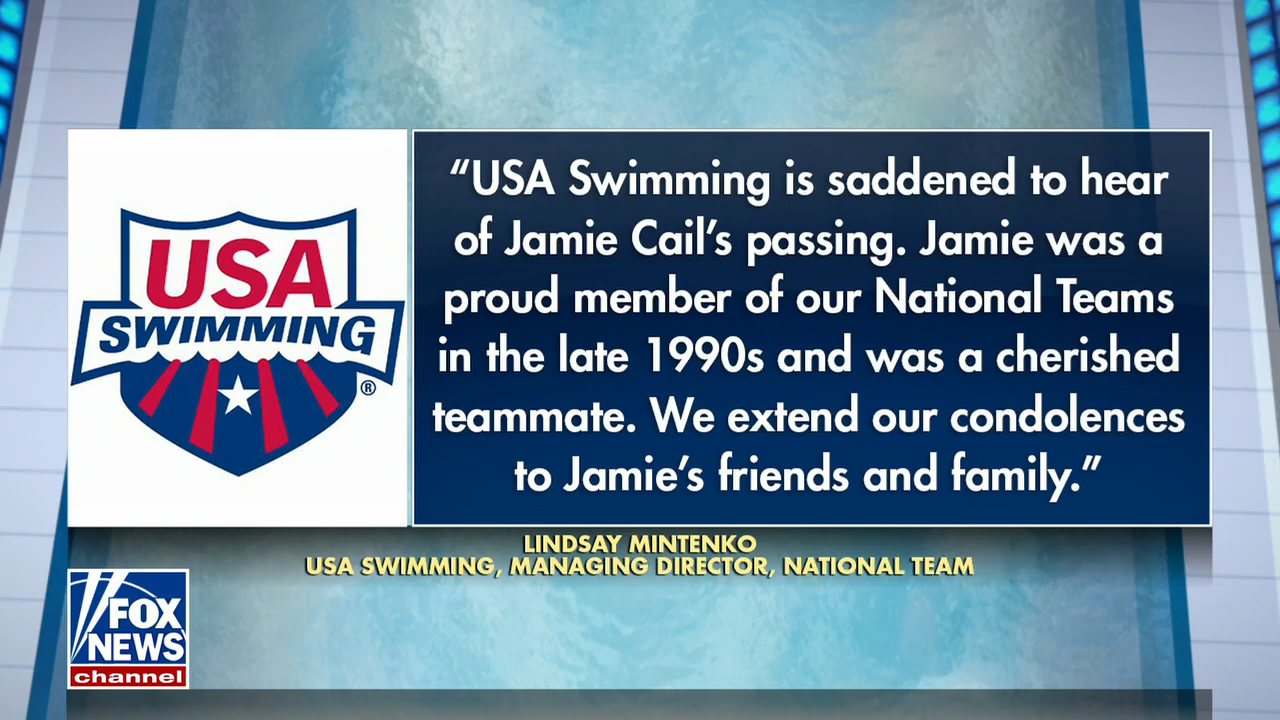 USA
SWIMMING
®
“USA Swimming is saddened to hear
of Jamie Cail’s passing. Jamie was a
proud member of our National Teams
in the late 1990s and was a cherished
teammate. We extend our condolences
to Jamie’s friends and family.”
LINDSAY MINTENKO
USA SWIMMING, MANAGING DIRECTOR, NATIONAL TEAM
FOX
NEWS
channel